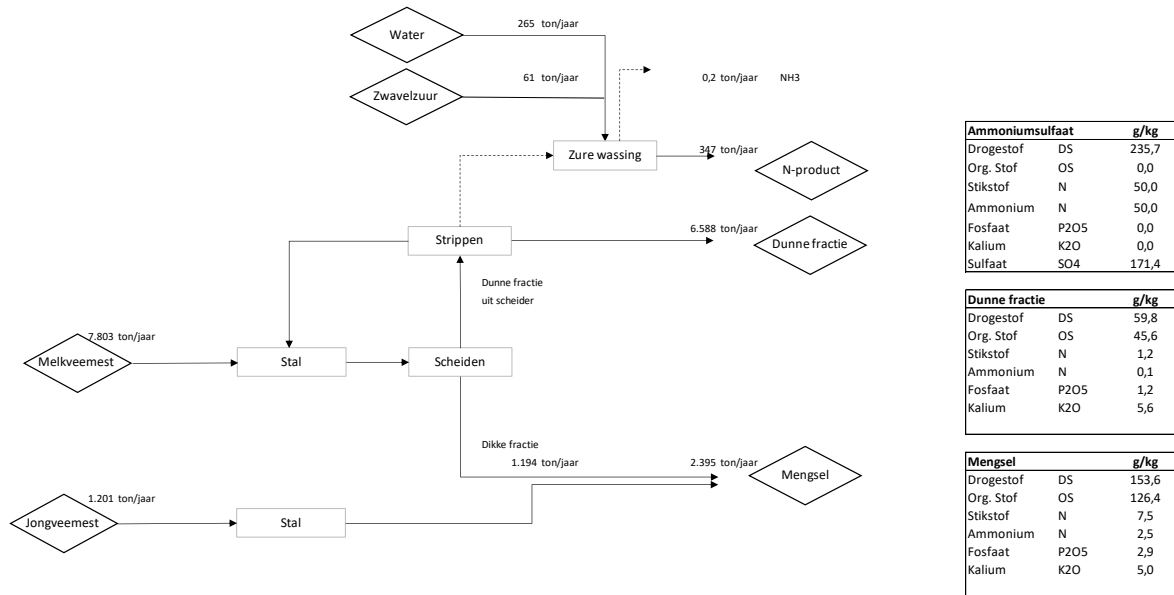 265 ton/jaar
Water
0,2 ton/jaar NH3
61 ton/jaar
Zwavelzuur
Zure wassing
347 ton/jaar
N-product
Strippen
6.588 ton/jaar
Dunne fractie
Dunne fractie
uit scheider
7.803 ton/jaar
Melkveemest
Stal
Scheiden
Dikke fractie
1.194 ton/jaar
2.395 ton/jaar
Mengsel
1.201 ton/jaar
Jongveemest
Stal
Ammoniumsulfaat g/kg
Drogestof DS 235,7
Org. Stof OS 0,0
Stikstof N 50,0
Ammonium N 50,0
Fosfaat P2O5 0,0
Kalium K2O 0,0
Sulfaat SO4 171,4
Dunne fractie g/kg
Drogestof DS 59,8
Org. Stof OS 45,6
Stikstof N 1,2
Ammonium N 0,1
Fosfaat P2O5 1,2
Kalium K2O 5,6
Mengsel g/kg
Drogestof DS 153,6
Org. Stof OS 126,4
Stikstof N 7,5
Ammonium N 2,5
Fosfaat P2O5 2,9
Kalium K2O 5,0